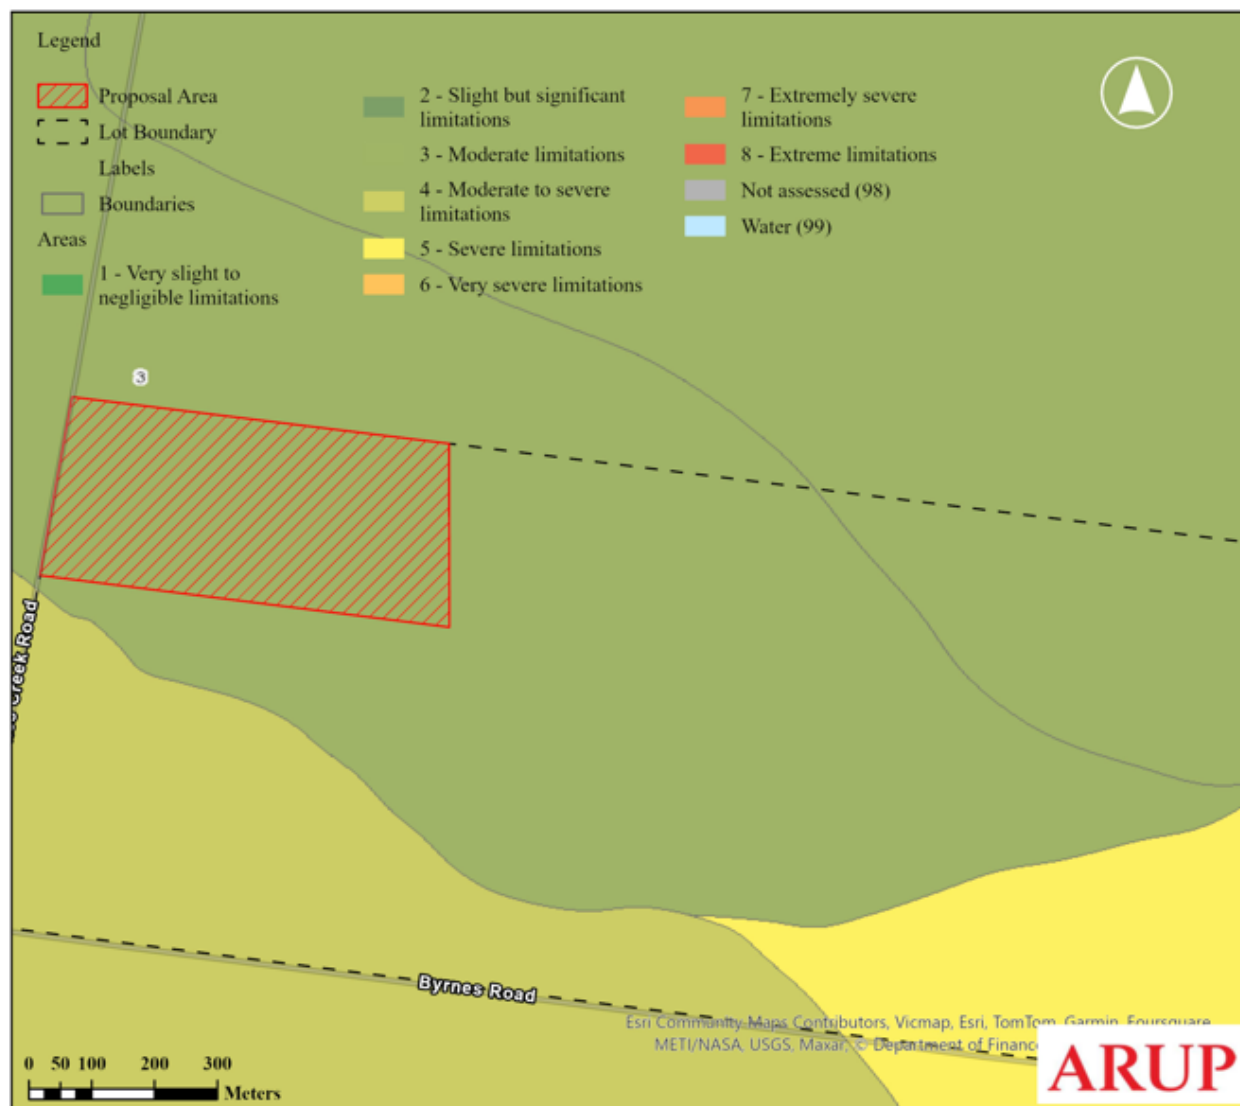 Legend
Proposal Area
Lot Boundary
Labels
Boundaries
Areas
1 - Very slight to
negligible limitations
2 - Slight but significant
limitations
3 - Moderate limitations
4 - Moderate to severe
limitations
5 - Severe limitations
6 - Very severe limitations
7 - Extremely severe
limitations
8 - Extreme limitations
Not assessed (98)
Water (99)
3
Creek Road
Byrnes Road
Esri Community Maps Contributors, Vicmap, Esri, TomTom, Garmin, Foursquare,
METI/NASA, USGS, Maxar, © Department of Finance
0 50 100 200 300
Meters
ARUP